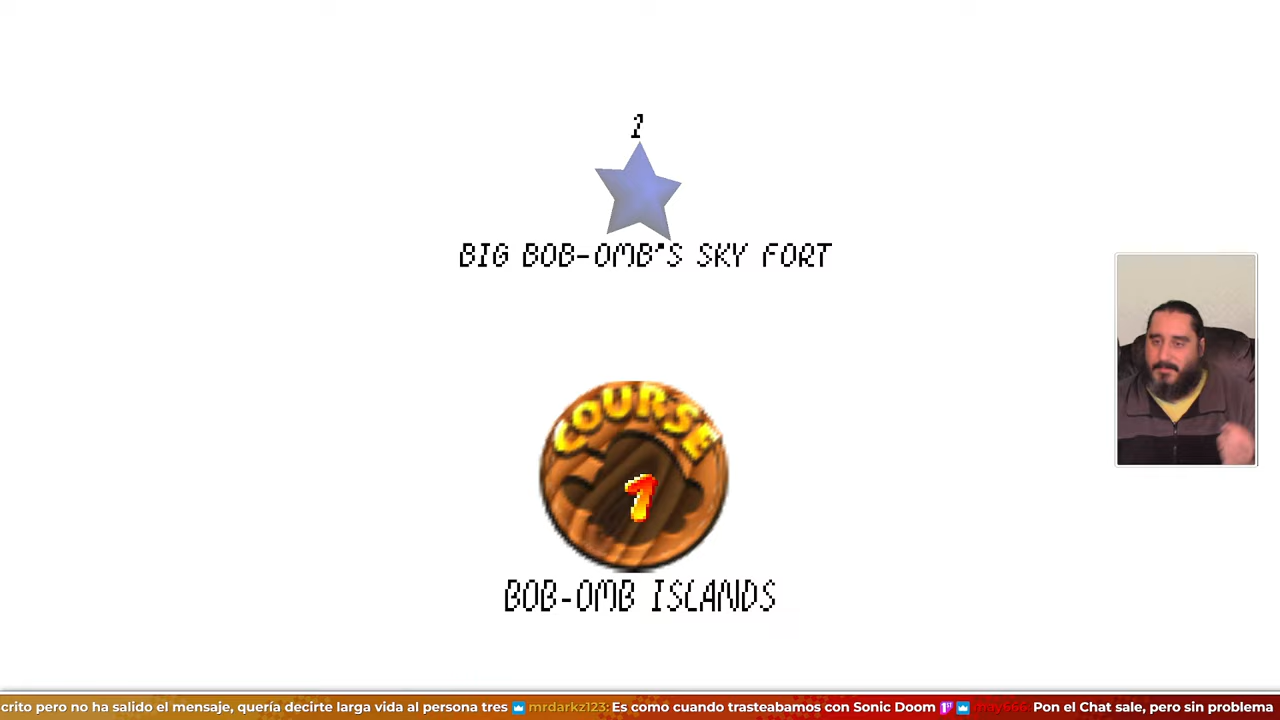 1
BIG BOB-OMB'S SKY FORT
COURSE
1
BOB-OMB ISLANDS
crito pero no ha salido el mensaje, quería decirte larga vida al persona tres mrdarkz123: Es como cuando trasteabamos con Sonic Doom may666: Pon el Chat sale, pero sin problema